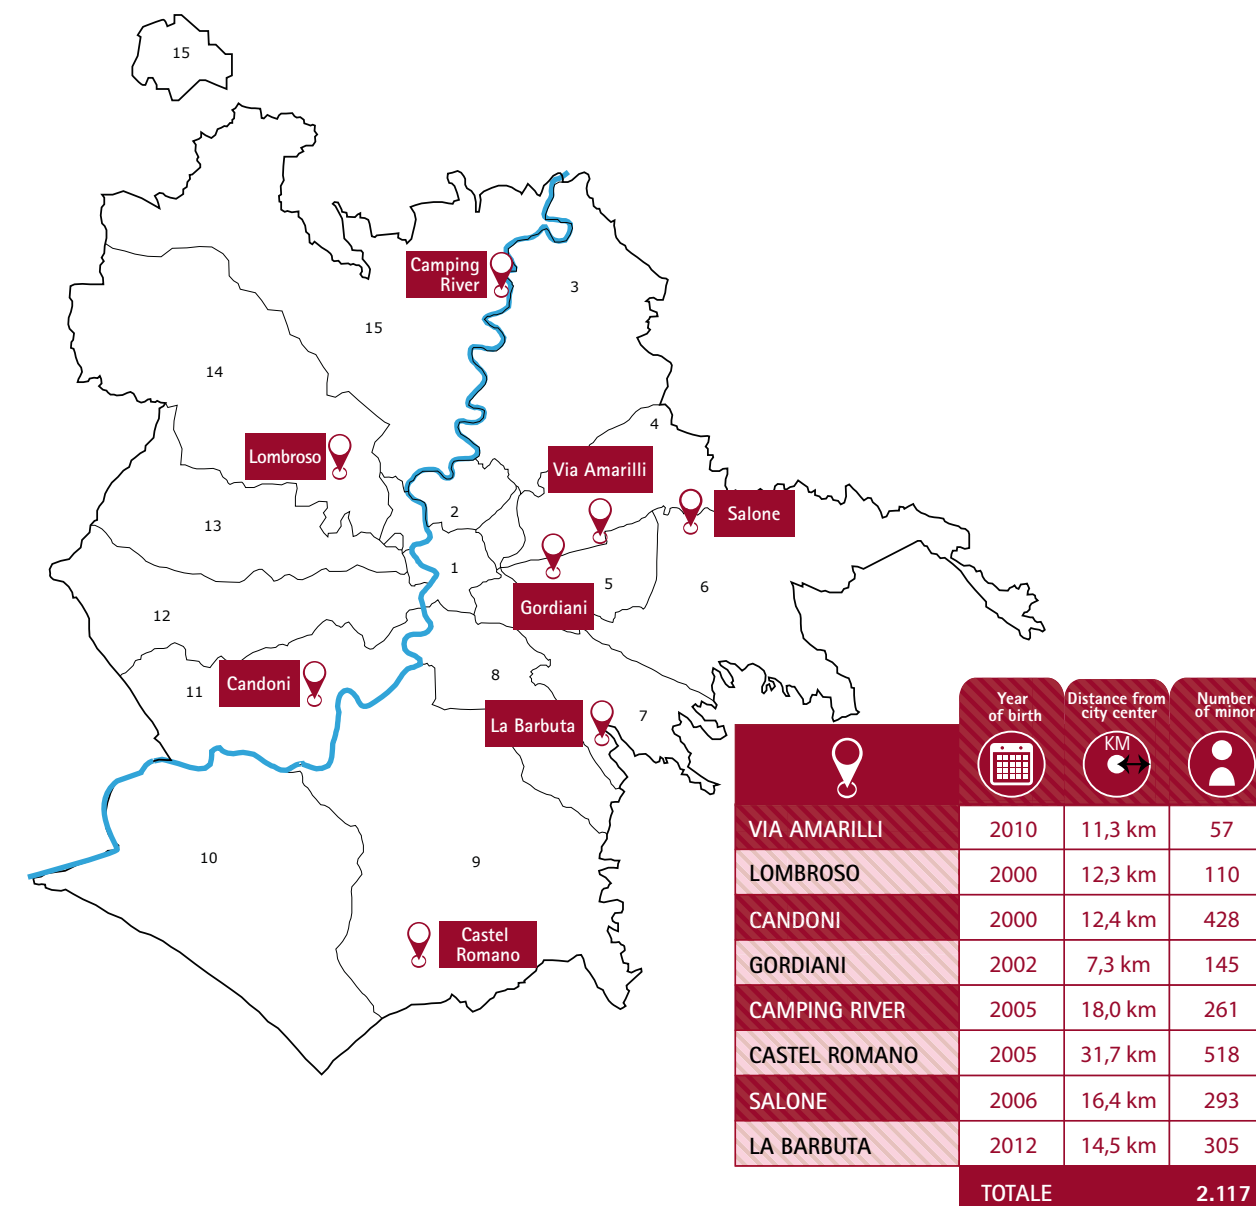 15
Camping
River
3
15
14
4
Lombroso
Via Amarilli
Salone
2
13
1
5
6
Gordiani
12
8
Candoni
11
7
La Barbuta
10
9
Castel
Romano
Year
of birth
Distance from
city center
Number
of minor
KM
VIA AMARILLI 2010 11,3 km 57
LOMBROSO 2000 12,3 km 110
CANDONI 2000 12,4 km 428
GORDIANI 2002 7,3 km 145
CAMPING RIVER 2005 18,0 km 261
CASTEL ROMANO 2005 31,7 km 518
SALONE 2006 16,4 km 293
LA BARBUTA 2012 14,5 km 305
TOTALE 2.117